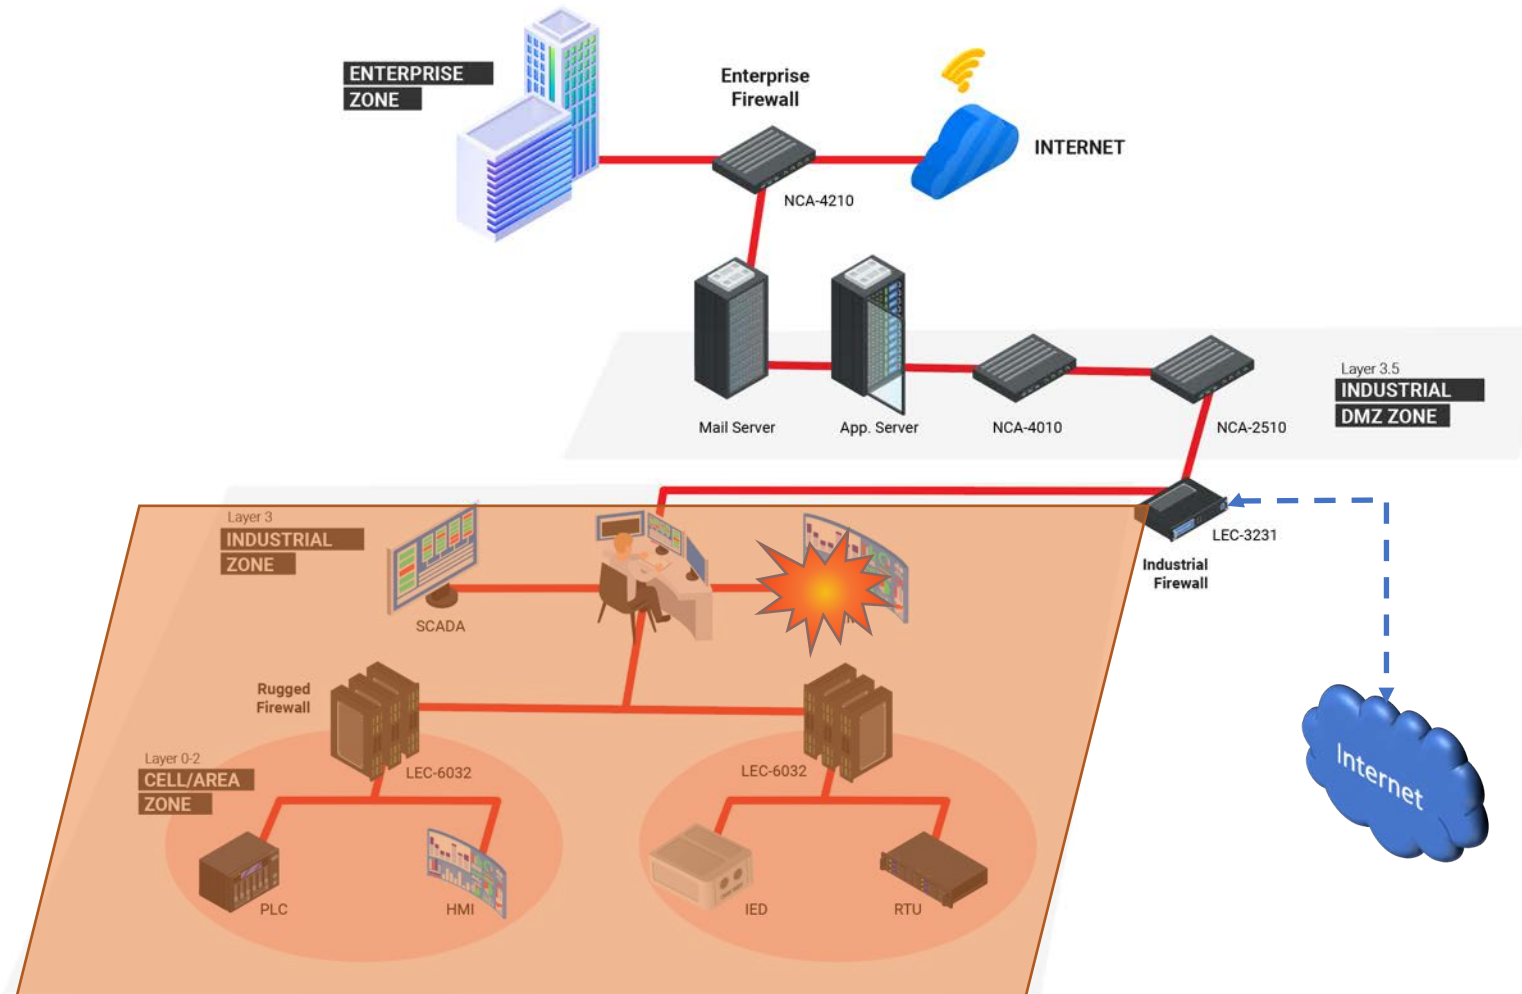 ENTERPRISE
ZONE
Enterprise
Firewall
INTERNET
NCA-4210
Layer 3.5
INDUSTRIAL
DMZ ZONE
Mail Server
App. Server
NCA-4010
NCA-2510
Layer 3
INDUSTRIAL
ZONE
LEC-3231
Industrial
Firewall
SCADA
Rugged
Firewall
LEC-6032
LEC-6032
Layer 0-2
CELL/AREA
ZONE
Internet
PLC
HMI
IED
RTU